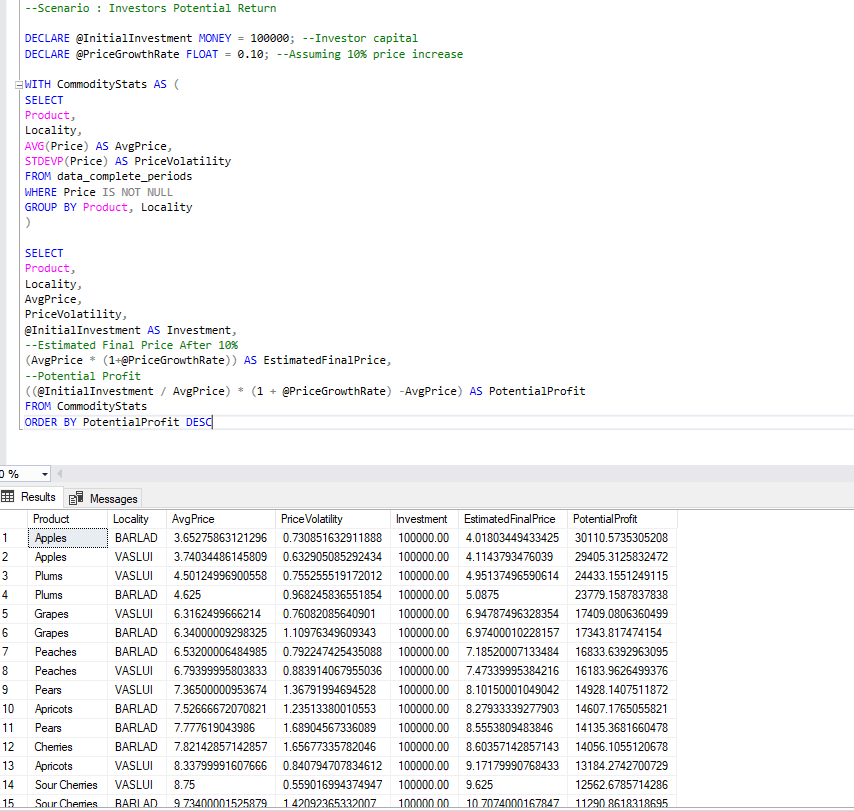 --Scenario : Investors Potential Return
DECLARE @InitialInvestment MONEY = 100000; --Investor capital
DECLARE @PriceGrowthRate FLOAT = 0.10; --Assuming 10% price increase
WITH CommodityStats AS (
SELECT
Product,
Locality,
AVG(Price) AS AvgPrice,
STDEVP(Price) AS PriceVolatility
FROM data_complete_periods
WHERE Price IS NOT NULL
GROUP BY Product, Locality
)
SELECT
Product,
Locality,
AvgPrice,
PriceVolatility,
@InitialInvestment AS Investment,
--Estimated Final Price After 10%
(AvgPrice * (1+@PriceGrowthRate)) AS EstimatedFinalPrice,
--Potential Profit
((@InitialInvestment / AvgPrice) * (1 + @PriceGrowthRate) -AvgPrice) AS PotentialProfit
FROM CommodityStats
ORDER BY PotentialProfit DESC
0 %
Results Messages
Product Locality AvgPrice PriceVolatility Investment EstimatedFinalPrice PotentialProfit
1 Apples BARLAD 3.65275863121296 0.730851632911888 100000.00 4.01803449433425 30110.5735305208
2 Apples VASLUI 3.74034486145809 0.632905085292434 100000.00 4.1143793476039 29405.3125832472
3 Plums VASLUI 4.50124996900558 0.755255519172012 100000.00 4.95137496590614 24433.1551249115
4 Plums BARLAD 4.625 0.968245836551854 100000.00 5.0875 23779.1587837838
5 Grapes VASLUI 6.3162499666214 0.76082085640901 100000.00 6.94787496328354 17409.0806360499
6 Grapes BARLAD 6.34000009298325 1.10976349609343 100000.00 6.97400010228157 17343.817474154
7 Peaches BARLAD 6.53200006484985 0.792247425435088 100000.00 7.18520007133484 16833.6392963095
8 Peaches VASLUI 6.79399995803833 0.883914067955036 100000.00 7.47339995384216 16183.9626499376
9 Pears VASLUI 7.36500000953674 1.36791994694528 100000.00 8.10150001049042 14928.1407511872
10 Apricots BARLAD 7.52666672070821 1.23513380010553 100000.00 8.27933339277903 14607.1765055821
11 Pears BARLAD 7.777619043986 1.68904567336089 100000.00 8.5553809483846 14135.3681660478
12 Cherries BARLAD 7.82142857142857 1.65677335782046 100000.00 8.60357142857143 14056.1055120678
13 Apricots VASLUI 8.33799991607666 0.840794707834612 100000.00 9.17179990768433 13184.2742700729
14 Sour Cherries VASLUI 8.75 0.559016994374947 100000.00 9.625 12562.6785714286
15 Sour Cherries BARLAD 9.73400001525879 1.42092365332007 100000.00 10.7074000167847 11290.8618318695